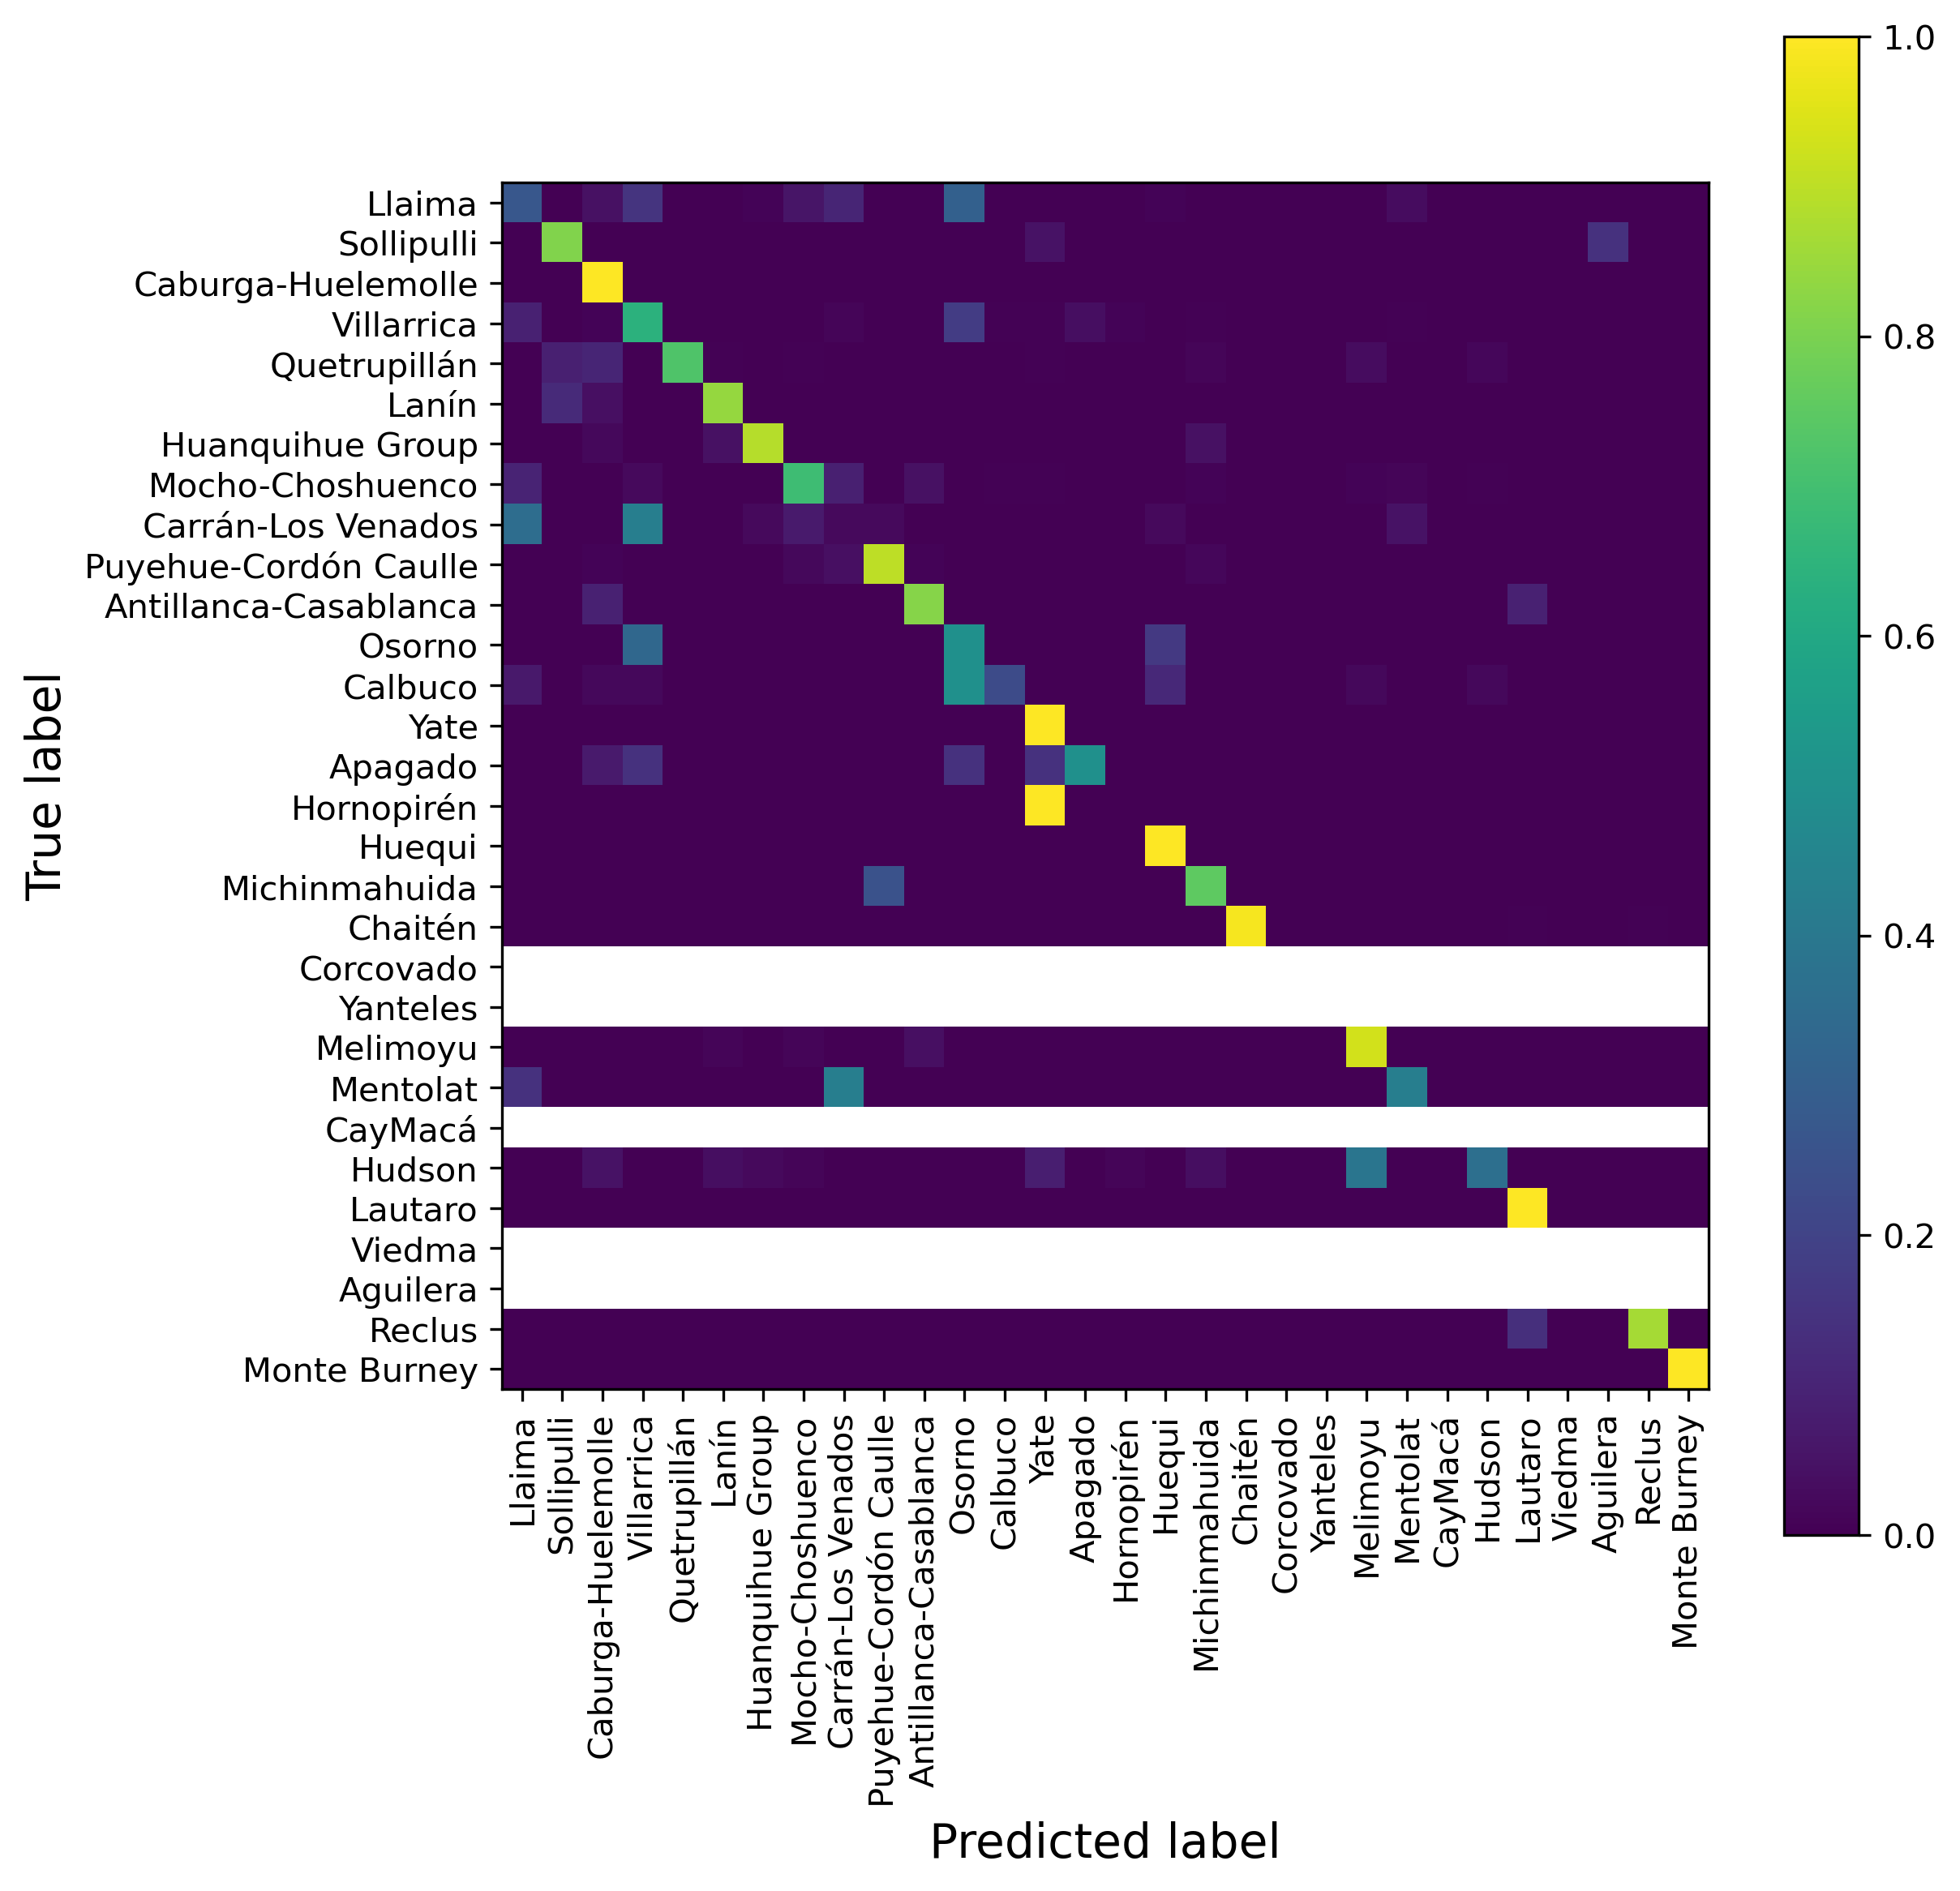 True label
Llaima
Sollipulli
Caburga-Huelemolle
Villarrica
Quetrupillán
Lanín
Huanquihue Group
Mocho-Choshuenco
Carrán-Los Venados
Puyehue-Cordón Caulle
Antillanca-Casablanca
Osorno
Calbuco
Yate
Apagado
Hornopirén
Huequi
Michinmahuida
Chaitén
Corcovado
Yanteles
Melimoyu
Mentolat
CayMacá
Hudson
Lautaro
Viedma
Aguilera
Reclus
Monte Burney
Llaima
Sollipulli
Caburga-Huelemolle
Villarrica
Quetrupillán
Lanín
Huanquihue Group
Mocho-Choshuenco
Carrán-Los Venados
Puyehue-Cordón Caulle
Antillanca-Casablanca
Osorno
Calbuco
Yate
Apagado
Hornopirén
Huequi
Michinmahuida
Chaitén
Corcovado
Yanteles
Melimoyu
Mentolat
CayMacá
Hudson
Lautaro
Viedma
Aguilera
Reclus
Monte Burney
Predicted label
1.0
0.8
0.6
0.4
0.2
0.0